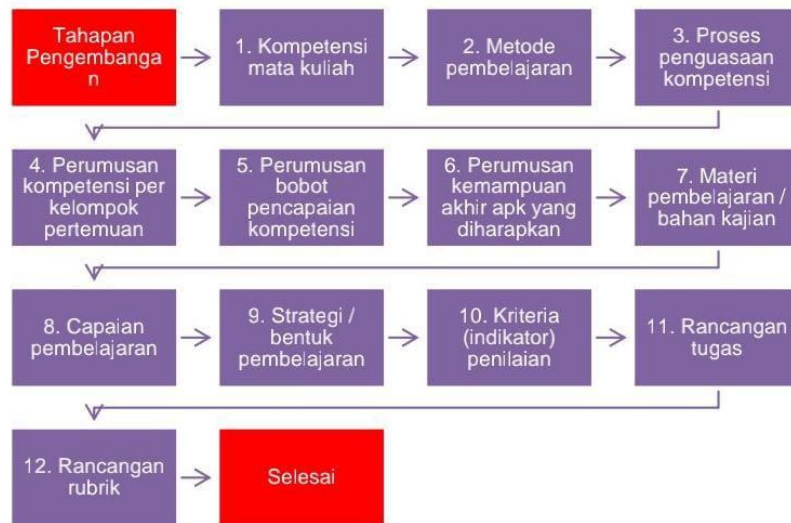 Tahapan
Pengembanga
n
1. Kompetensi
mata kuliah
2. Metode
pembelajaran
3. Proses
penguasaan
kompetensi
4. Perumusan
kompetensi per
kelompok
pertemuan
5. Perumusan
bobot
pencapaian
kompetensi
6. Perumusan
kemampuan
akhir apk yang
diharapkan
7. Materi
pembelajaran /
bahan kajian
8. Capaian
pembelajaran
9. Strategi /
bentuk
pembelajaran
10. Kriteria
(indikator)
penilaian
11. Rancangan
tugas
12. Rancangan
rubrik
Selesai